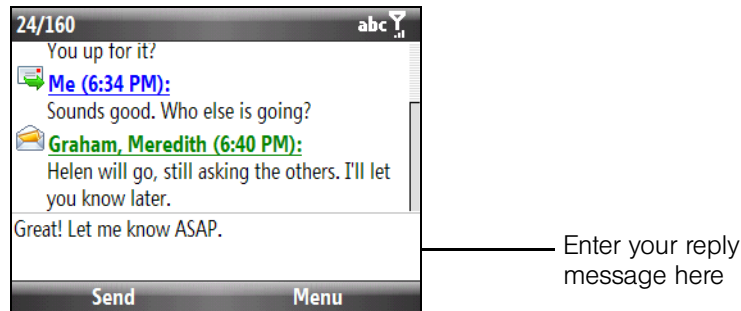 24/160 abc
You up for it?
Me (6:34 PM):
Sounds good. Who else is going?
Graham, Meredith (6:40 PM):
Helen will go, still asking the others. I'll let
you know later.
Great! Let me know ASAP.
Enter your reply
message here
Send Menu